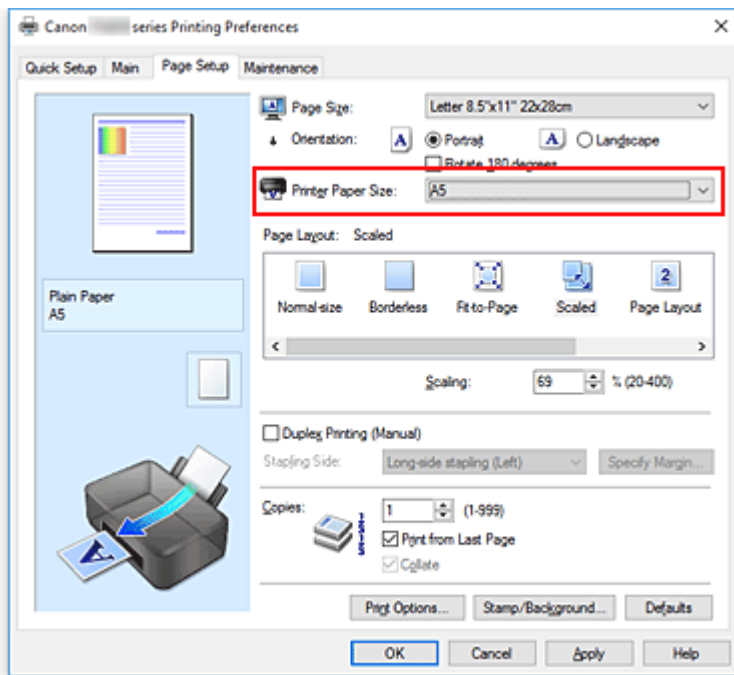 Canon series Printing Preferences
Quick Setup Main Page Setup Maintenance
Page Size: Letter 8.5"x11" 22x28cm
Orientation: A Portrait A Landscape
Rotate 180 degrees
Printer Paper Size: A5
Page Layout: Scaled
Normal-size Borderless Fit-to-Page Scaled Page Layout
Plain Paper
A5
Scaling: 69 % (20-400)
Duplex Printing (Manual)
Stapling Side: Long-side stapling (Left) Specify Margin...
Copies: 1 (1-999)
Print from Last Page
Collate
Print Options... Stamp/Background... Defaults
OK Cancel Apply Help